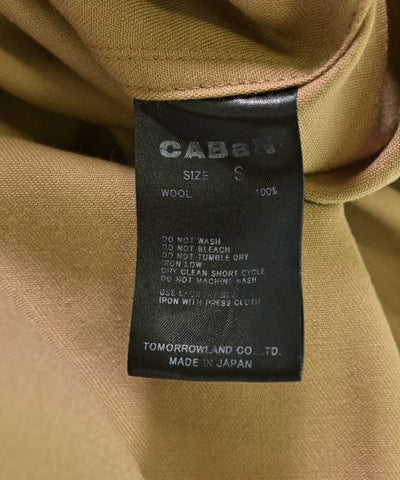 CABaN
SIZE S
WOOL 100%
DO NOT WASH
DO NOT BLEACH
DO NOT TUMBLE DRY
IRON LOW
DRY CLEAN SHORT CYCLE
DO NOT MACHINE WASH
USE
IRON WITH PRESS CLOTH
TOMORROWLAND CO.,LTD.
MADE IN JAPAN